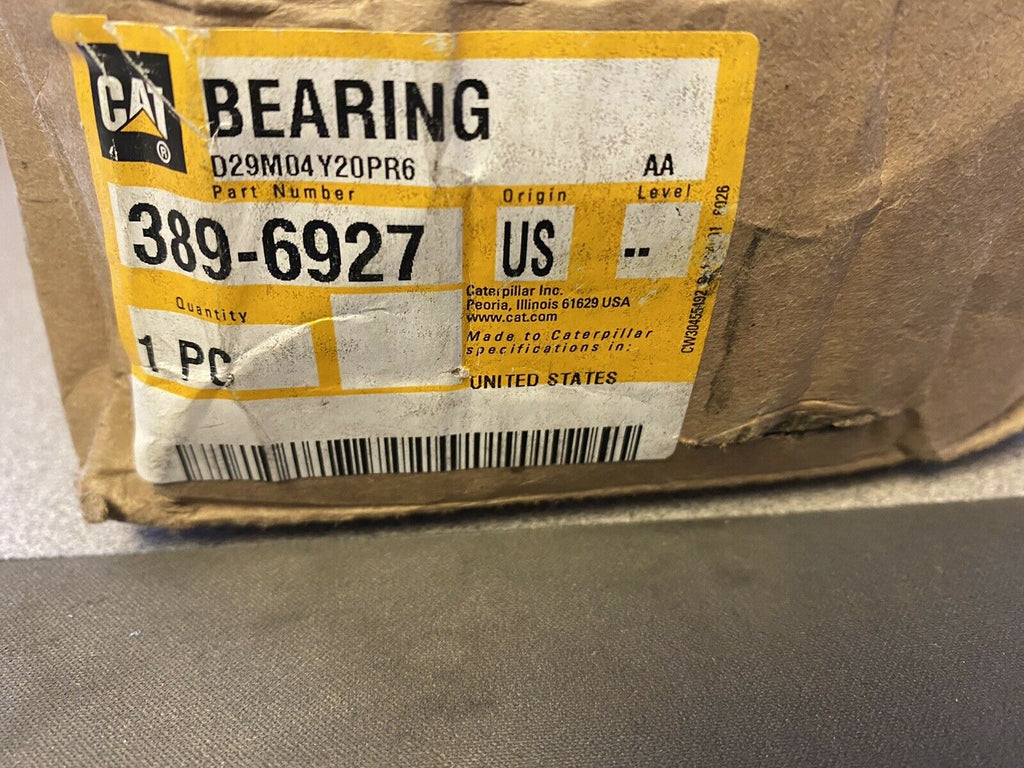 CAT ®
BEARING
D29M04Y20PR6
AA
Part Number
Origin
Level
389-6927
US
--
Quantity
1 PC
Caterpillar Inc.
Peoria, Illinois 61629 USA
www.cat.com
Made to Caterpillar
specifications in:
UNITED STATES
CW30455492